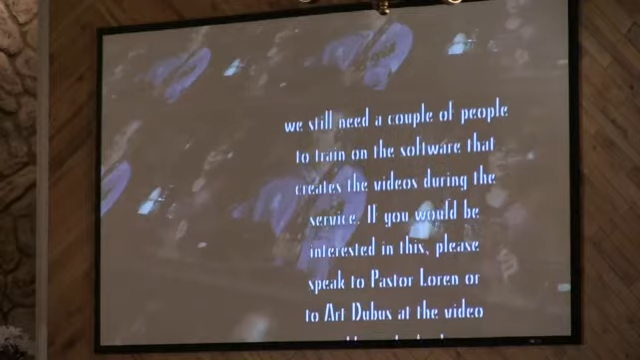 we still need a couple of people
to train on the software that
creates the videos during the
service. If you would be
interested in this, please
speak to Pastor Loren or
to Art Dubus at the video